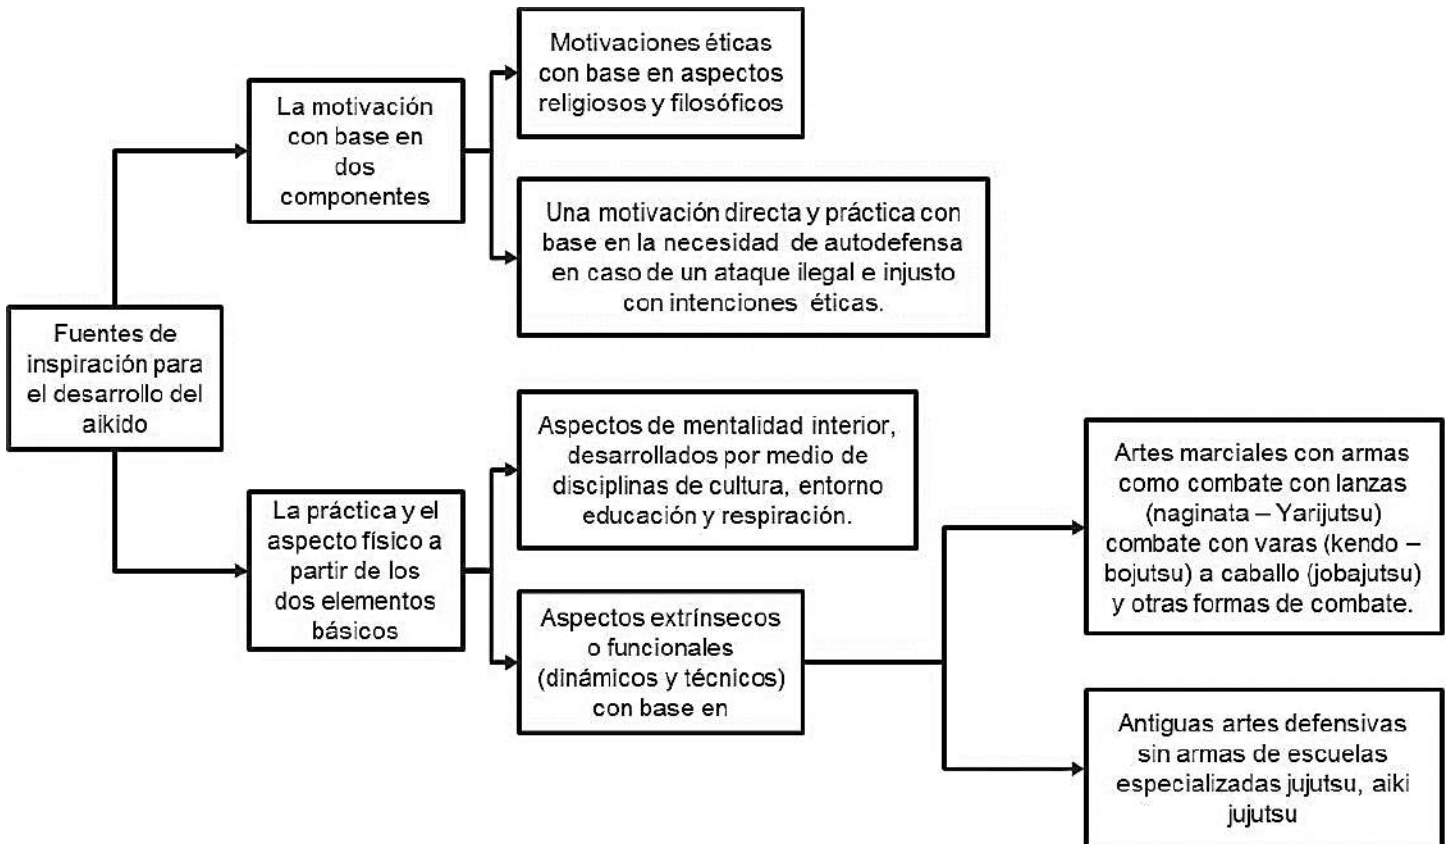 Fuentes de
inspiración para
el desarrollo del
aikido
La motivación
con base en
dos
componentes
Motivaciones éticas
con base en aspectos
religiosos y filosóficos
Una motivación directa y práctica con
base en la necesidad de autodefensa
en caso de un ataque ilegal e injusto
con intenciones éticas.
La práctica y el
aspecto físico a
partir de los
dos elementos
básicos
Aspectos de mentalidad interior,
desarrollados por medio de
disciplinas de cultura, entorno
educación y respiración.
Aspectos extrínsecos
o funcionales
(dinámicos y técnicos)
con base en
Artes marciales con armas
como combate con lanzas
(naginata – Yarijutsu)
combate con varas (kendo –
bojutsu) a caballo (jobajutsu)
y otras formas de combate.
Antiguas artes defensivas
sin armas de escuelas
especializadas jujutsu, aiki
jujutsu